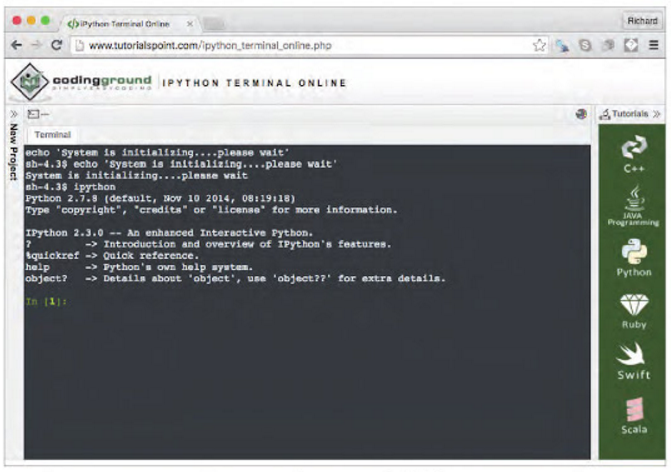 iPython Terminal Online
Richard
www.tutorialspoint.com/ipython_terminal_online.php
codingground IPYTHON TERMINAL ONLINE
SIMPLYEASYCODING
Tutorials
New Project
Terminal
echo 'System is initializing....please wait'
sh-4.3$ echo 'System is initializing....please wait'
System is initializing....please wait
sh-4.3$ ipython
Python 2.7.8 (default, Nov 10 2014, 08:19:18)
Type "copyright", "credits" or "license" for more information.
IPython 2.3.0 -- An enhanced Interactive Python.
? -> Introduction and overview of IPython's features.
%quickref -> Quick reference.
help -> Python's own help system.
object? -> Details about 'object', use 'object??' for extra details.
In [1]:
C++
JAVA
Programming
Python
Ruby
Swift
Scala